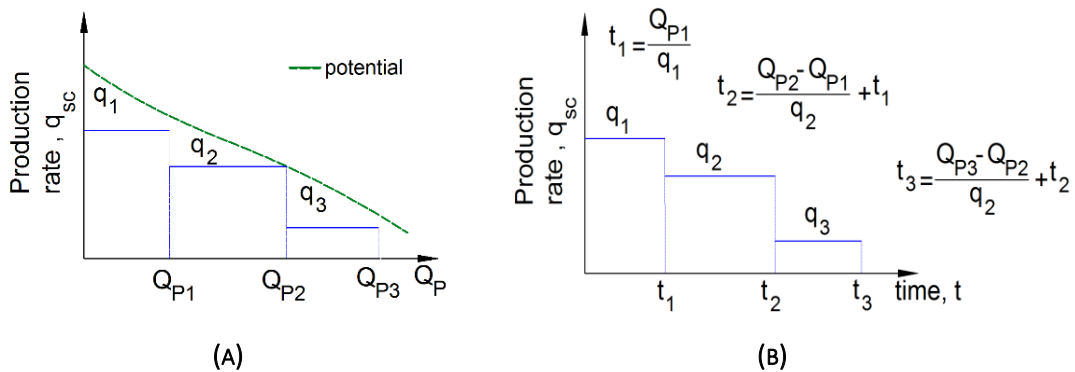 Production
rate , q_sc
potential
q_1
q_2
q_3
Q_P1
Q_P2
Q_P3
Q_P
(A)
Production
rate , q_sc
t_1=Q_P1/q_1
t_2=(Q_P2-Q_P1)/q_2+t_1
t_3=(Q_P3-Q_P2)/q_2+t_2
q_1
q_2
q_3
t_1
t_2
t_3
time, t
(B)